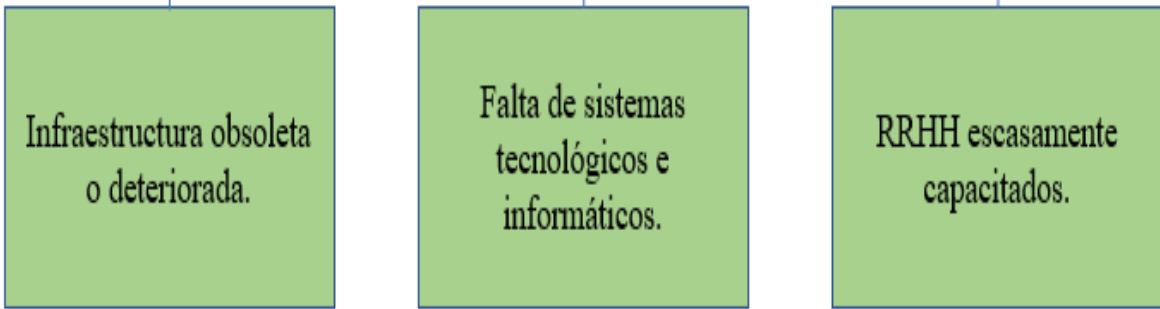 Infraestructura obsoleta
o deteriorada.
Falta de sistemas
tecnológicos e
informáticos.
RRHH escasamente
capacitados.